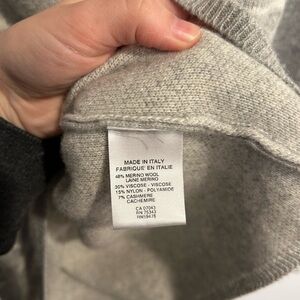 MADE IN ITALY
FABRIQUÉ EN ITALIE
48% MERINO WOOL
LAINE MERINO
30% VISCOSE - VISCOSE
15% NYLON - POLYAMIDE
7% CASHMERE
CACHEMIRE
CA 07043
RN 75343